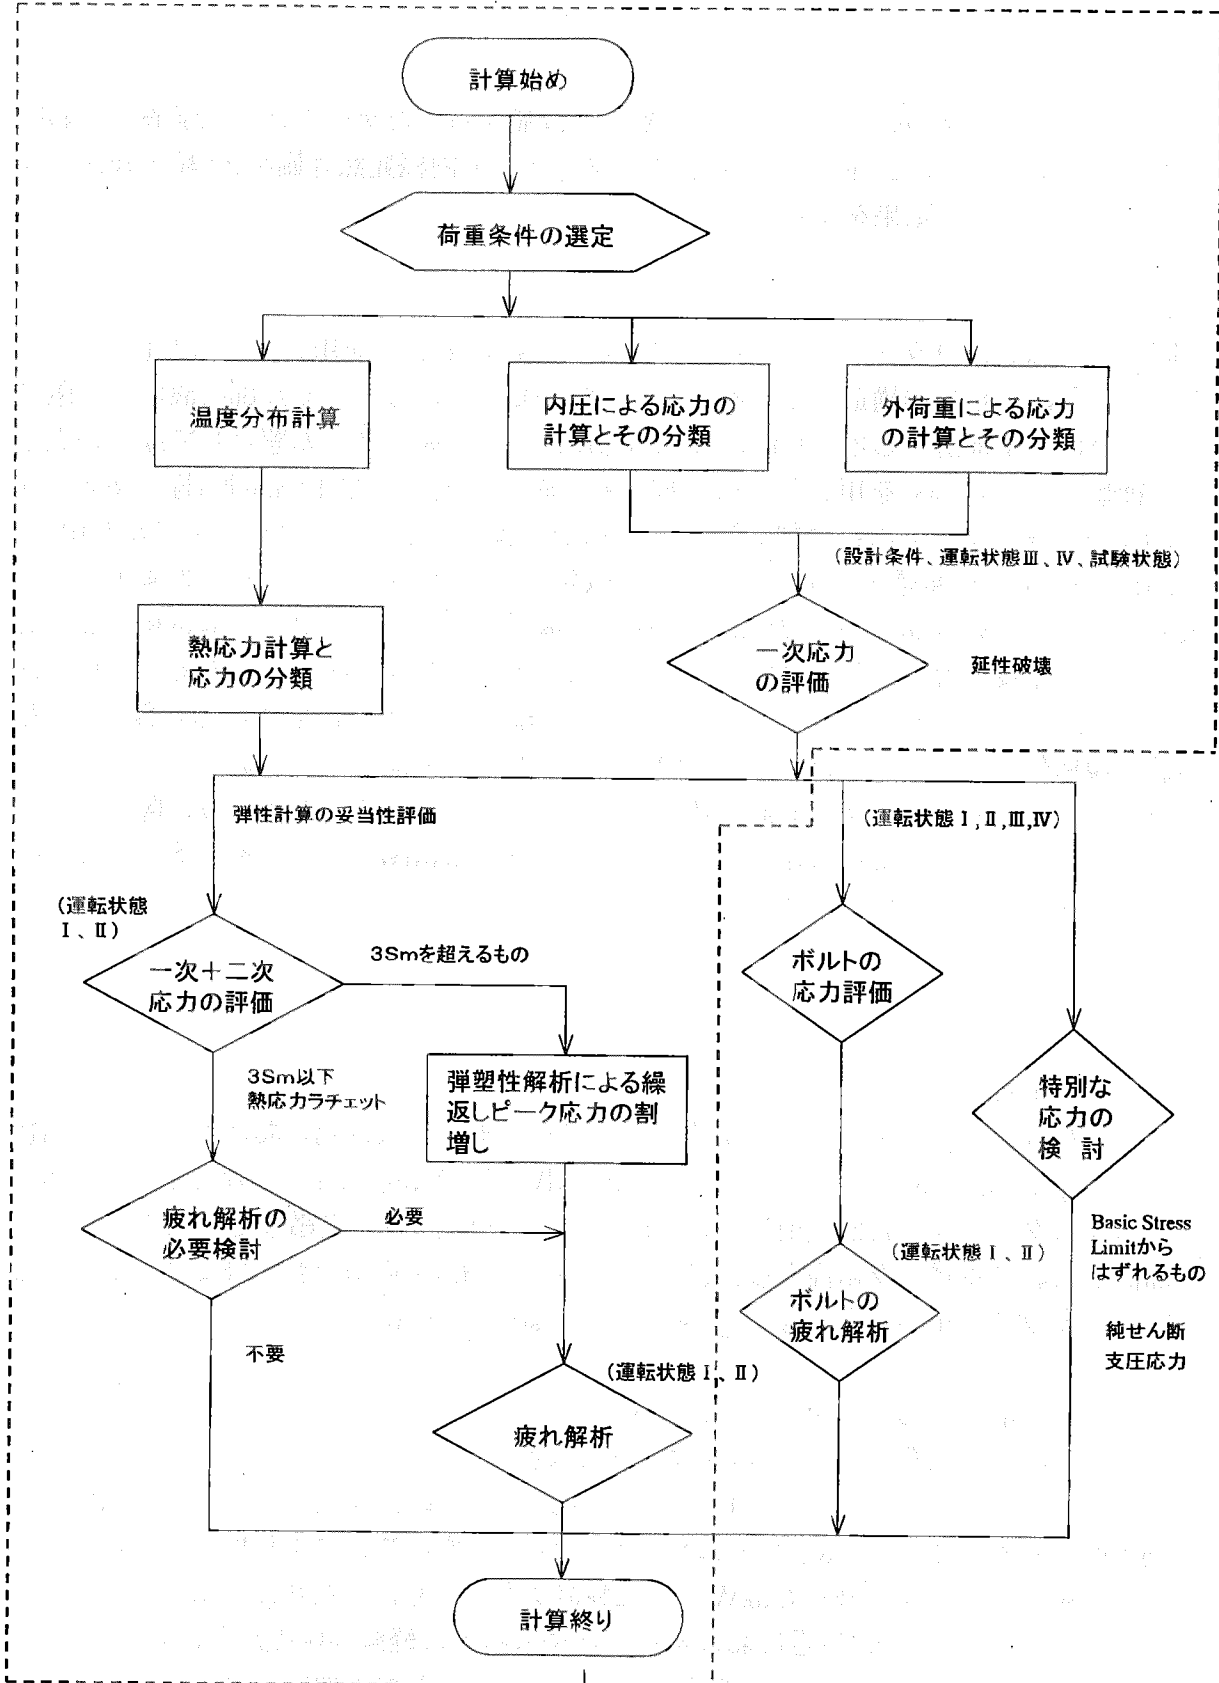 計算始め
荷重条件の選定
温度分布計算
内圧による応力の
計算とその分類
外荷重による応力
の計算とその分類
(設計条件、運転状態Ⅲ、Ⅳ、試験状態)
熱応力計算と
応力の分類
一次応力
の評価
延性破壊
弾性計算の妥当性評価
(運転状態Ⅰ,Ⅱ,Ⅲ,Ⅳ)
(運転状態
Ⅰ、Ⅱ)
一次+二次
応力の評価
3Smを超えるもの
ボルトの
応力評価
3Sm以下
熱応力ラチェット
弾塑性解析による繰
返しピーク応力の割
増し
特別な
応力の
検 討
疲れ解析の
必要検討
必要
Basic Stress
Limitから
はずれるもの
(運転状態Ⅰ、Ⅱ)
ボルトの
疲れ解析
純せん断
支圧応力
不要
(運転状態Ⅰ、Ⅱ)
疲れ解析
計算終り